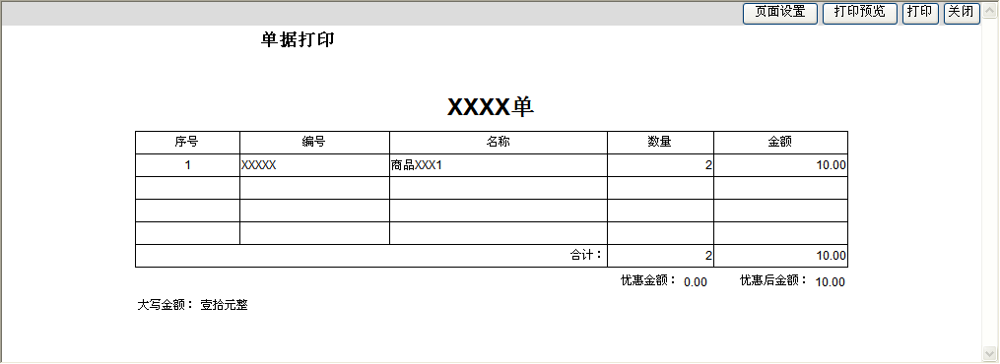 页面设置 打印预览 打印 关闭
单据打印
XXXX单
序号 编号 名称 数量 金额
1 XXXXX 商品XXX1 2 10.00
合计： 2 10.00
优惠金额： 0.00 优惠后金额： 10.00
大写金额： 壹拾元整